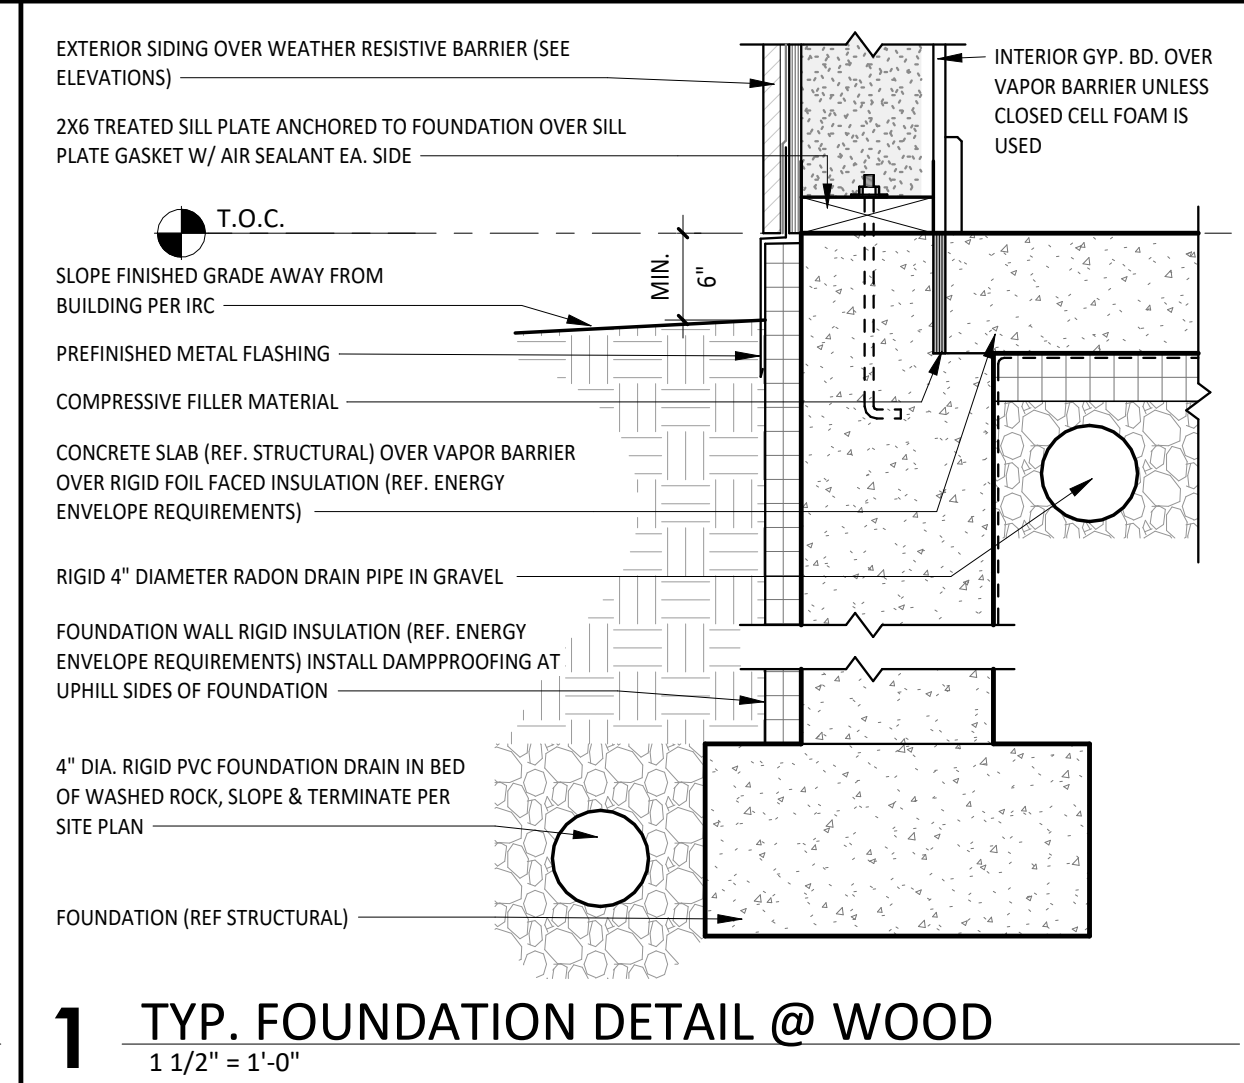 EXTERIOR SIDING OVER WEATHER RESISTIVE BARRIER (SEE
ELEVATIONS)
2X6 TREATED SILL PLATE ANCHORED TO FOUNDATION OVER SILL
PLATE GASKET W/ AIR SEALANT EA. SIDE
INTERIOR GYP. BD. OVER
VAPOR BARRIER UNLESS
CLOSED CELL FOAM IS
USED
T.O.C.
MIN.
6"
SLOPE FINISHED GRADE AWAY FROM
BUILDING PER IRC
PREFINISHED METAL FLASHING
COMPRESSIVE FILLER MATERIAL
CONCRETE SLAB (REF. STRUCTURAL) OVER VAPOR BARRIER
OVER RIGID FOIL FACED INSULATION (REF. ENERGY
ENVELOPE REQUIREMENTS)
RIGID 4" DIAMETER RADON DRAIN PIPE IN GRAVEL
FOUNDATION WALL RIGID INSULATION (REF. ENERGY
ENVELOPE REQUIREMENTS) INSTALL DAMPPROOFING AT
UPHILL SIDES OF FOUNDATION
4" DIA. RIGID PVC FOUNDATION DRAIN IN BED
OF WASHED ROCK, SLOPE & TERMINATE PER
SITE PLAN
FOUNDATION (REF STRUCTURAL)
1 TYP. FOUNDATION DETAIL @ WOOD
1 1/2" = 1'-0"